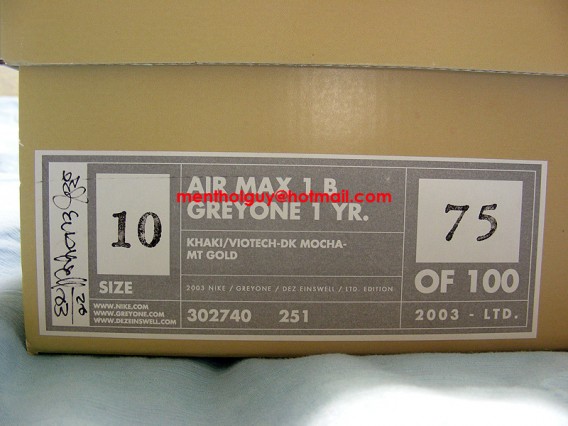 10
SIZE
WWW.NIKE.COM
WWW.GREYONE.COM
WWW.DEZEINSWELL.COM
AIR MAX 1 B
mentholguy@hotmail.com
GREYONE 1 YR.
KHAKI/VIOTECH-DK MOCHA-
MT GOLD
2003 NIKE / GREYONE / DEZ EINSWELL / LTD. EDITION
302740 251
75
OF 100
2003 - LTD.